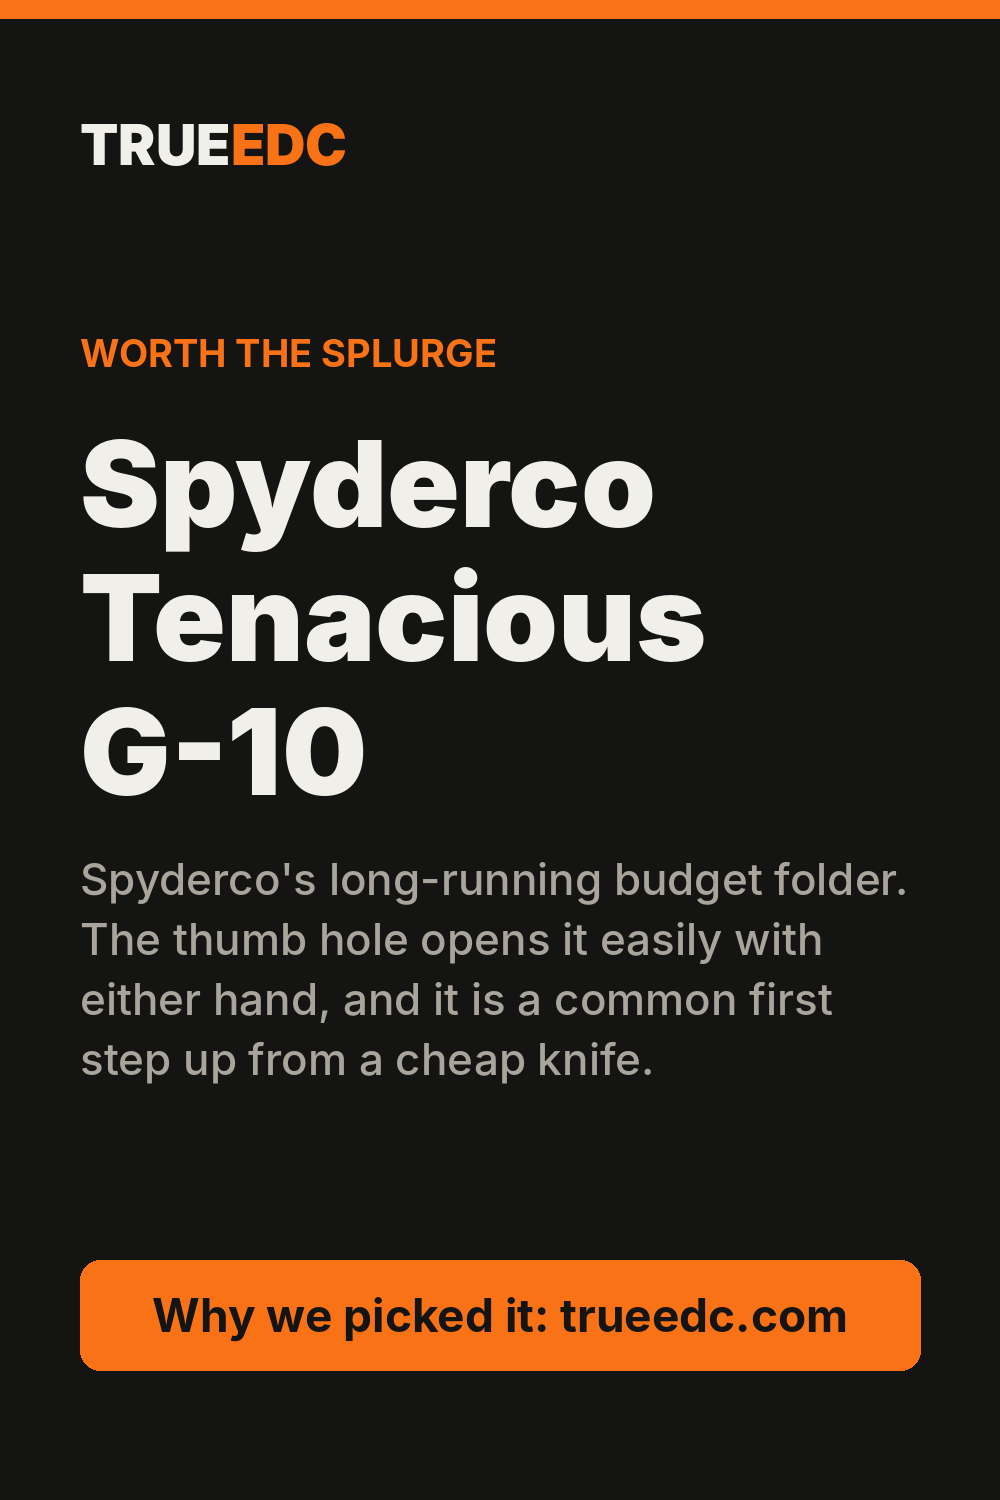 TRUEEDC
WORTH THE SPLURGE
Spyderco
Tenacious
G-10
Spyderco's long-running budget folder.
The thumb hole opens it easily with
either hand, and it is a common first
step up from a cheap knife.
Why we picked it: trueedc.com